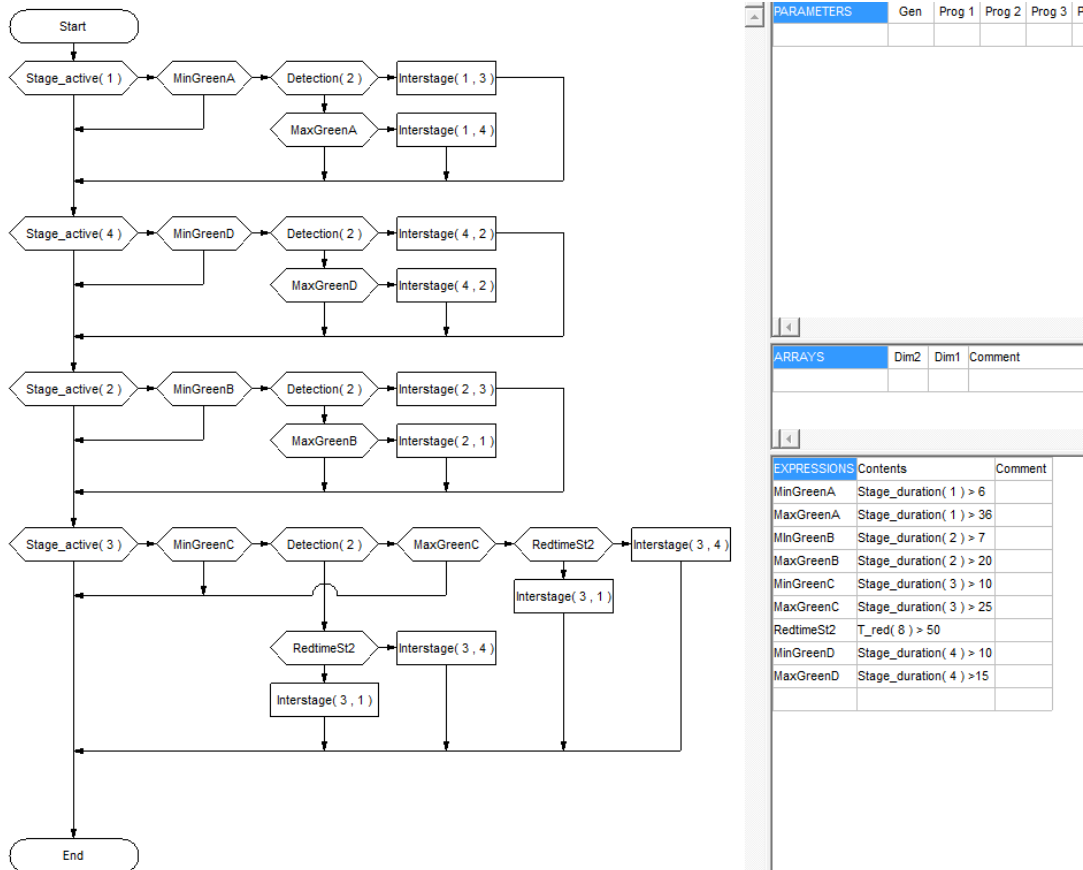 Start
Stage_active( 1 ) MinGreenA Detection( 2 ) Interstage( 1 , 3 )
MaxGreenA Interstage( 1 , 4 )
Stage_active( 4 ) MinGreenD Detection( 2 ) Interstage( 4 , 2 )
MaxGreenD Interstage( 4 , 2 )
Stage_active( 2 ) MinGreenB Detection( 2 ) Interstage( 2 , 3 )
MaxGreenB Interstage( 2 , 1 )
Stage_active( 3 ) MinGreenC Detection( 2 ) MaxGreenC RedtimeSt2 Interstage( 3 , 4 )
Interstage( 3 , 1 )
RedtimeSt2 Interstage( 3 , 4 )
Interstage( 3 , 1 )
End
PARAMETERS Gen Prog 1 Prog 2 Prog 3 P
ARRAYS Dim2 Dim1 Comment
EXPRESSIONS Contents Comment
MinGreenA Stage_duration( 1 ) > 6
MaxGreenA Stage_duration( 1 ) > 36
MInGreenB Stage_duration( 2 ) > 7
MaxGreenB Stage_duration( 2 ) > 20
MinGreenC Stage_duration( 3 ) > 10
MaxGreenC Stage_duration( 3 ) > 25
RedtimeSt2 T_red( 8 ) > 50
MinGreenD Stage_duration( 4 ) > 10
MaxGreenD Stage_duration( 4 ) >15